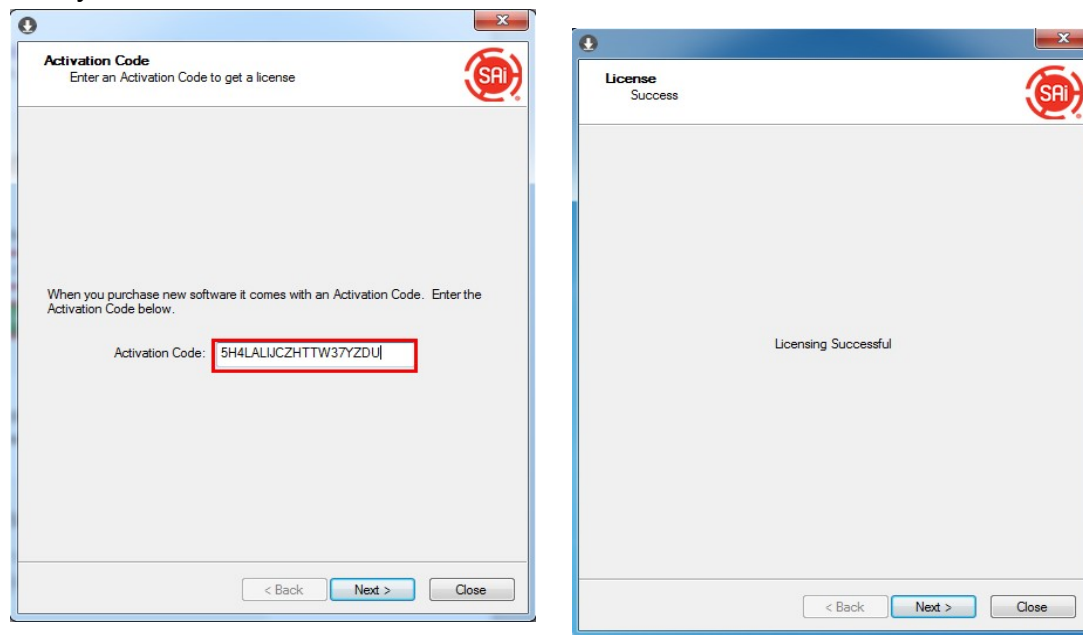 Activation Code
Enter an Activation Code to get a license
SAi
When you purchase new software it comes with an Activation Code. Enter the
Activation Code below.
Activation Code: 5H4LALIJCZHTTW37YZDU
< Back Next > Close
License
Success
SAi
Licensing Successful
< Back Next > Close